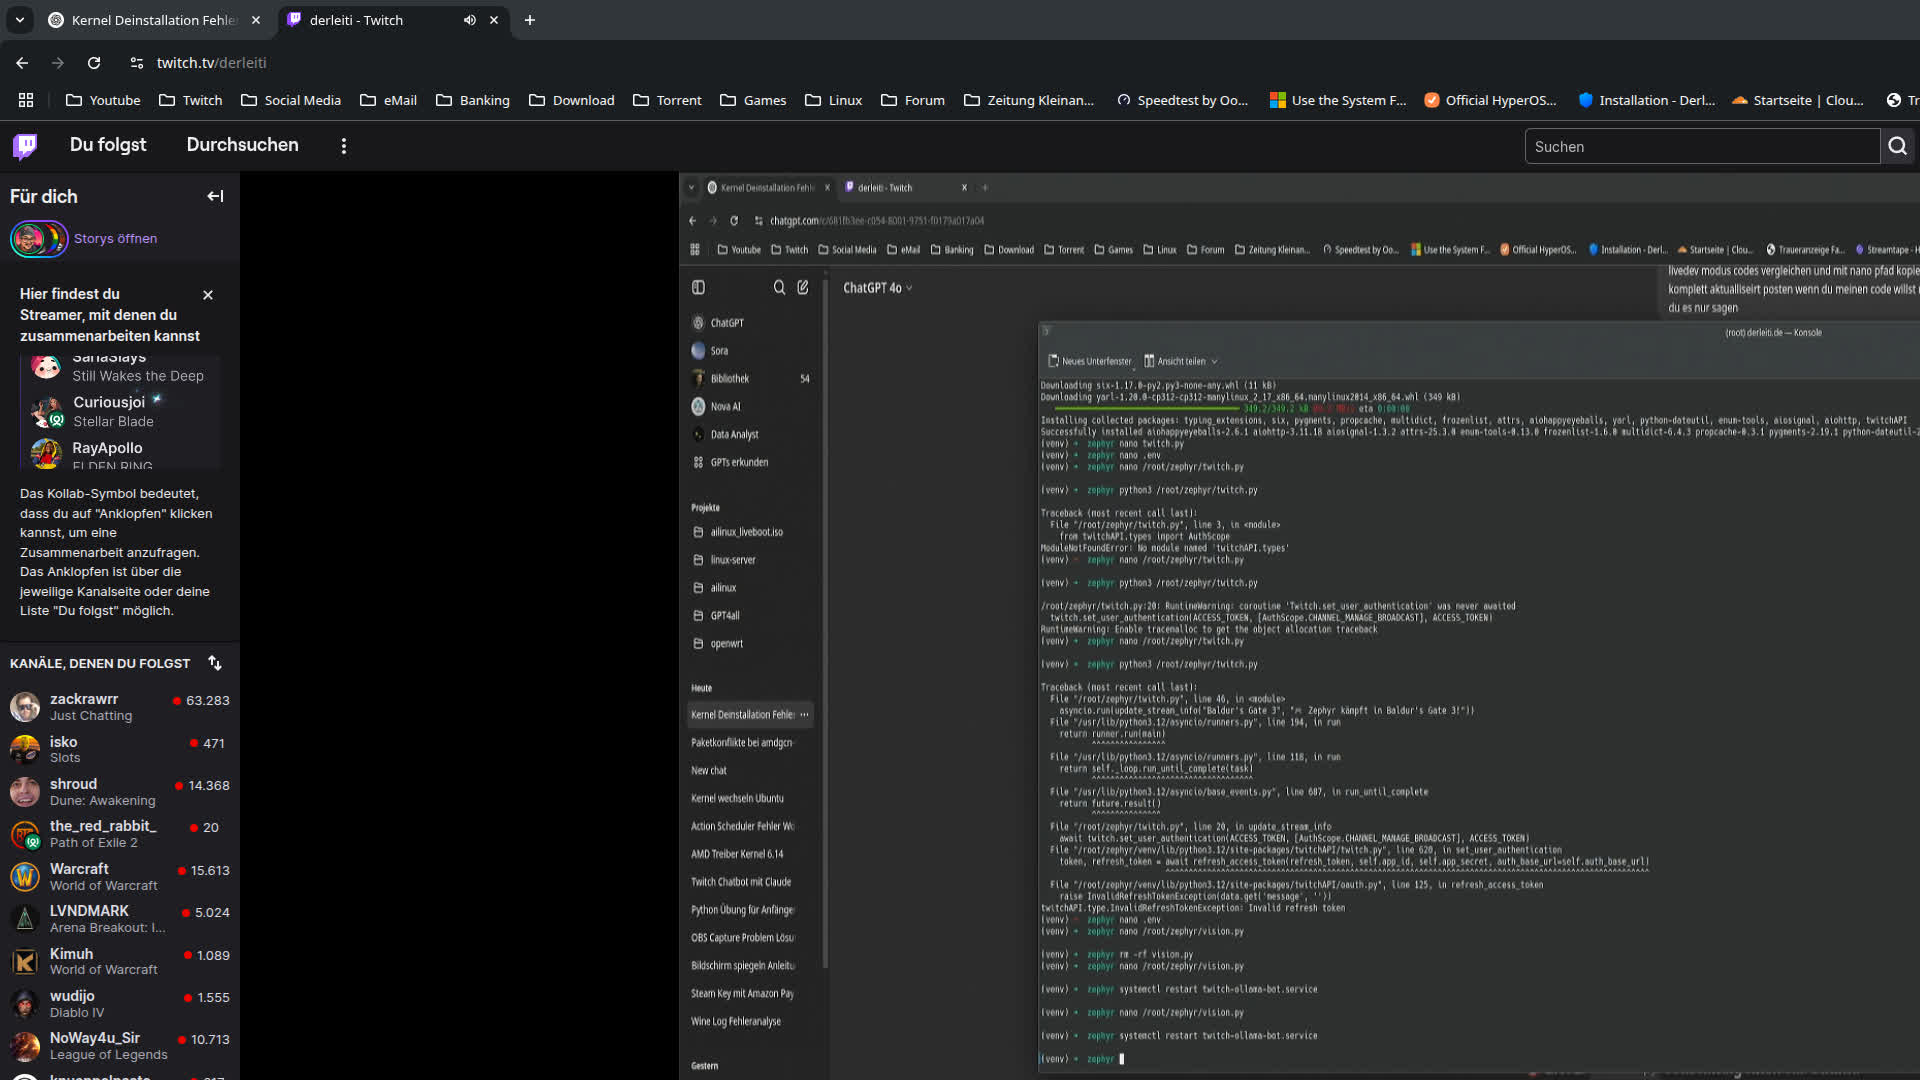 Kernel Deinstallation Fehle
derleiti - Twitch
twitch.tv/derleiti
Youtube
Twitch
Social Media
eMail
Banking
Download
Torrent
Games
Linux
Forum
Zeitung Kleinan...
Speedtest by Oo...
Use the System F...
Official HyperOS...
Installation - Derl...
Startseite | Clou...
Du folgst
Durchsuchen
Suchen
Für dich
Storys öffnen
Hier findest du
Streamer, mit denen du
zusammenarbeiten kannst
SariaSlays
Still Wakes the Deep
Curiousjoi
Stellar Blade
RayApollo
ELDEN RING
Das Kollab-Symbol bedeutet,
dass du auf "Anklopfen" klicken
kannst, um eine
Zusammenarbeit anzufragen.
Das Anklopfen ist über die
jeweilige Kanalseite oder deine
Liste "Du folgst" möglich.
KANÄLE, DENEN DU FOLGST
zackrawrr 63.283
Just Chatting
isko 471
Slots
shroud 14.368
Dune: Awakening
the_red_rabbit_ 20
Path of Exile 2
Warcraft 15.613
World of Warcraft
LVNDMARK 5.024
Arena Breakout: I...
Kimuh 1.089
World of Warcraft
wudijo 1.555
Diablo IV
NoWay4u_Sir 10.713
League of Legends
Kernel Deinstallation Fehle
derleiti - Twitch
chatgpt.com/c/681fb3ee-c054-8001-9751-f0179a017a04
Youtube
Twitch
Social Media
eMail
Banking
Download
Torrent
Games
Linux
Forum
Zeitung Kleinan...
Speedtest by Oo...
Use the System F...
Official HyperOS...
Installation - Derl...
Startseite | Clou...
Traueranzeige Fa...
Streamtape - H
ChatGPT 4o
livedev modus codes vergleichen und mit nano pfad kopie
komplett aktualliseirt posten wenn du meinen code willst
du es nur sagen
ChatGPT
Sora
Bibliothek 54
Nova AI
Data Analyst
GPTs erkunden
Projekte
ailinux_liveboot.iso
linux-server
ailinux
GPT4all
openwrt
Heute
Kernel Deinstallation Fehle
Paketkonflikte bei amdgcn-
New chat
Kernel wechseln Ubuntu
Action Scheduler Fehler Wo
AMD Treiber Kernel 6.14
Twitch Chatbot mit Claude
Python Übung für Anfänge
OBS Capture Problem Lösu
Bildschirm spiegeln Anleitu
Steam Key mit Amazon Pay
Wine Log Fehleranalyse
Gestern
(root) derleiti.de — Konsole
Neues Unterfenster
Ansicht teilen
Downloading six-1.17.0-py2.py3-none-any.whl (11 kB)
Downloading yarl-1.20.0-cp312-cp312-manylinux_2_17_x86_64.manylinux2014_x86_64.whl (349 kB)
349.2/349.2 kB eta 0:00:00
Installing collected packages: typing_extensions, six, pygments, propcache, multidict, frozenlist, attrs, aiohappyeyeballs, yarl, python-dateutil, enum-tools, aiosignal, aiohttp, twitchAPI
Successfully installed aiohappyeyeballs-2.6.1 aiohttp-3.11.18 aiosignal-1.3.2 attrs-25.3.0 enum-tools-0.13.0 frozenlist-1.6.0 multidict-6.4.3 propcache-0.3.1 pygments-2.19.1 python-dateutil-2
(venv) ➜ zephyr nano twitch.py
(venv) ➜ zephyr nano .env
(venv) ➜ zephyr nano /root/zephyr/twitch.py
(venv) ➜ zephyr python3 /root/zephyr/twitch.py
Traceback (most recent call last):
File "/root/zephyr/twitch.py", line 3, in <module>
from twitchAPI.types import AuthScope
ModuleNotFoundError: No module named 'twitchAPI.types'
(venv) ➜ zephyr nano /root/zephyr/twitch.py
(venv) ➜ zephyr python3 /root/zephyr/twitch.py
/root/zephyr/twitch.py:20: RuntimeWarning: coroutine 'Twitch.set_user_authentication' was never awaited
twitch.set_user_authentication(ACCESS_TOKEN, [AuthScope.CHANNEL_MANAGE_BROADCAST], ACCESS_TOKEN)
RuntimeWarning: Enable tracemalloc to get the object allocation traceback
(venv) ➜ zephyr nano /root/zephyr/twitch.py
(venv) ➜ zephyr python3 /root/zephyr/twitch.py
Traceback (most recent call last):
File "/root/zephyr/twitch.py", line 46, in <module>
asyncio.run(update_stream_info("Baldur's Gate 3", "🎮 Zephyr kämpft in Baldur's Gate 3!"))
File "/usr/lib/python3.12/asyncio/runners.py", line 194, in run
return runner.run(main)
^^^^^^^^^^^^^^^^
File "/usr/lib/python3.12/asyncio/runners.py", line 118, in run
return self._loop.run_until_complete(task)
^^^^^^^^^^^^^^^^^^^^^^^^^^^^^^^^^^^
File "/usr/lib/python3.12/asyncio/base_events.py", line 687, in run_until_complete
return future.result()
^^^^^^^^^^^^^^^
File "/root/zephyr/twitch.py", line 20, in update_stream_info
await twitch.set_user_authentication(ACCESS_TOKEN, [AuthScope.CHANNEL_MANAGE_BROADCAST], ACCESS_TOKEN)
File "/root/zephyr/venv/lib/python3.12/site-packages/twitchAPI/twitch.py", line 620, in set_user_authentication
token, refresh_token = await refresh_access_token(refresh_token, self.app_id, self.app_secret, auth_base_url=self.auth_base_url)
File "/root/zephyr/venv/lib/python3.12/site-packages/twitchAPI/oauth.py", line 125, in refresh_access_token
raise InvalidRefreshTokenException(data.get('message', ''))
twitchAPI.type.InvalidRefreshTokenException: Invalid refresh token
(venv) ➜ zephyr nano .env
(venv) ➜ zephyr nano /root/zephyr/vision.py
(venv) ➜ zephyr rm -rf vision.py
(venv) ➜ zephyr nano /root/zephyr/vision.py
(venv) ➜ zephyr systemctl restart twitch-ollama-bot.service
(venv) ➜ zephyr nano /root/zephyr/vision.py
(venv) ➜ zephyr systemctl restart twitch-ollama-bot.service
(venv) ➜ zephyr